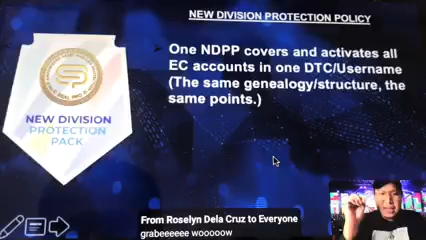 NEW DIVISION PROTECTION POLICY
One NDPP covers and activates all
EC accounts in one DTC/Username
(The same genealogy/structure, the
same points.)
NEW DIVISION
PROTECTION
PACK
From Roselyn Dela Cruz to Everyone
grabeeeeee wooooow